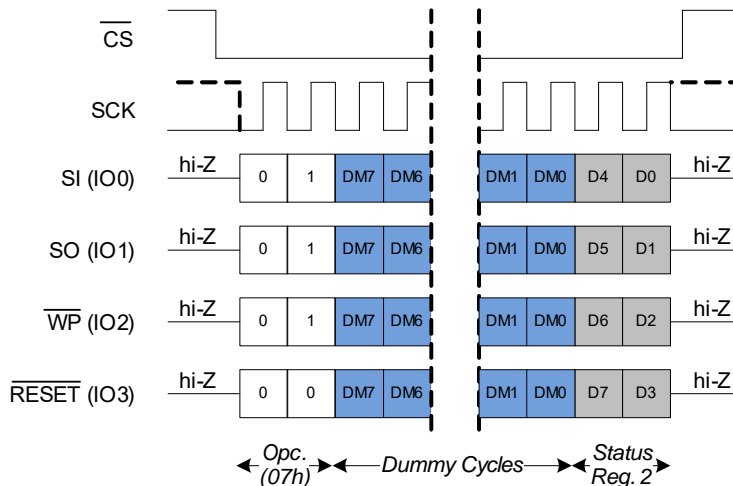 CS
SCK
SI (IO0) hi-Z 0 1 DM7 DM6 DM1 DM0 D4 D0 hi-Z
SO (IO1) hi-Z 0 1 DM7 DM6 DM1 DM0 D5 D1 hi-Z
WP (IO2) hi-Z 0 1 DM7 DM6 DM1 DM0 D6 D2 hi-Z
RESET (IO3) hi-Z 0 0 DM7 DM6 DM1 DM0 D7 D3 hi-Z
Opc. (07h)
Dummy Cycles
Status Reg. 2